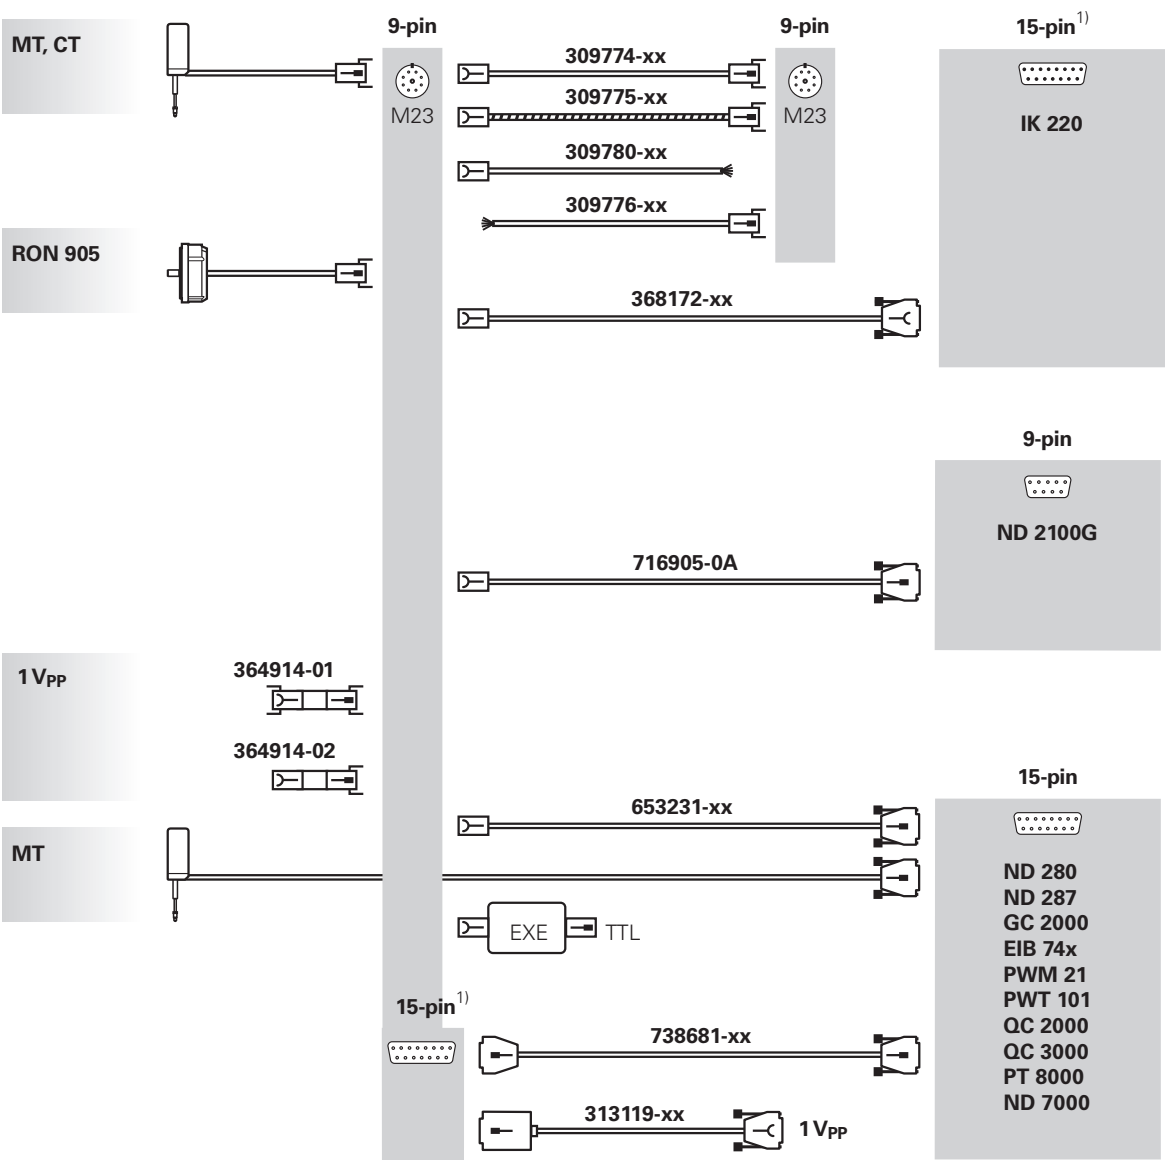 MT, CT
9-pin
M23
309774-xx
309775-xx
309780-xx
309776-xx
9-pin
M23
15-pin1)
IK 220
RON 905
368172-xx
9-pin
ND 2100G
716905-0A
1 VPP
364914-01
364914-02
15-pin
653231-xx
MT
EXE
TTL
ND 280
ND 287
GC 2000
EIB 74x
PWM 21
PWT 101
QC 2000
QC 3000
PT 8000
ND 7000
15-pin1)
738681-xx
313119-xx
1 VPP